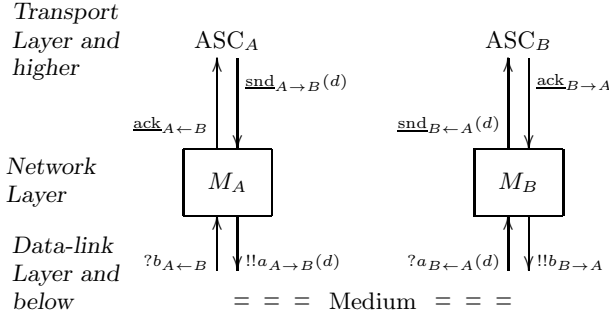 Transport
Layer and
higher
ASC_A
ASC_B
snd_{A→B}(d)
ack_{B→A}
ack_{A←B}
snd_{B←A}(d)
Network
Layer
M_A
M_B
Data-link
Layer and
below
?b_{A←B}
!!a_{A→B}(d)
?a_{B←A}(d)
!!b_{B→A}
= = = Medium = = =